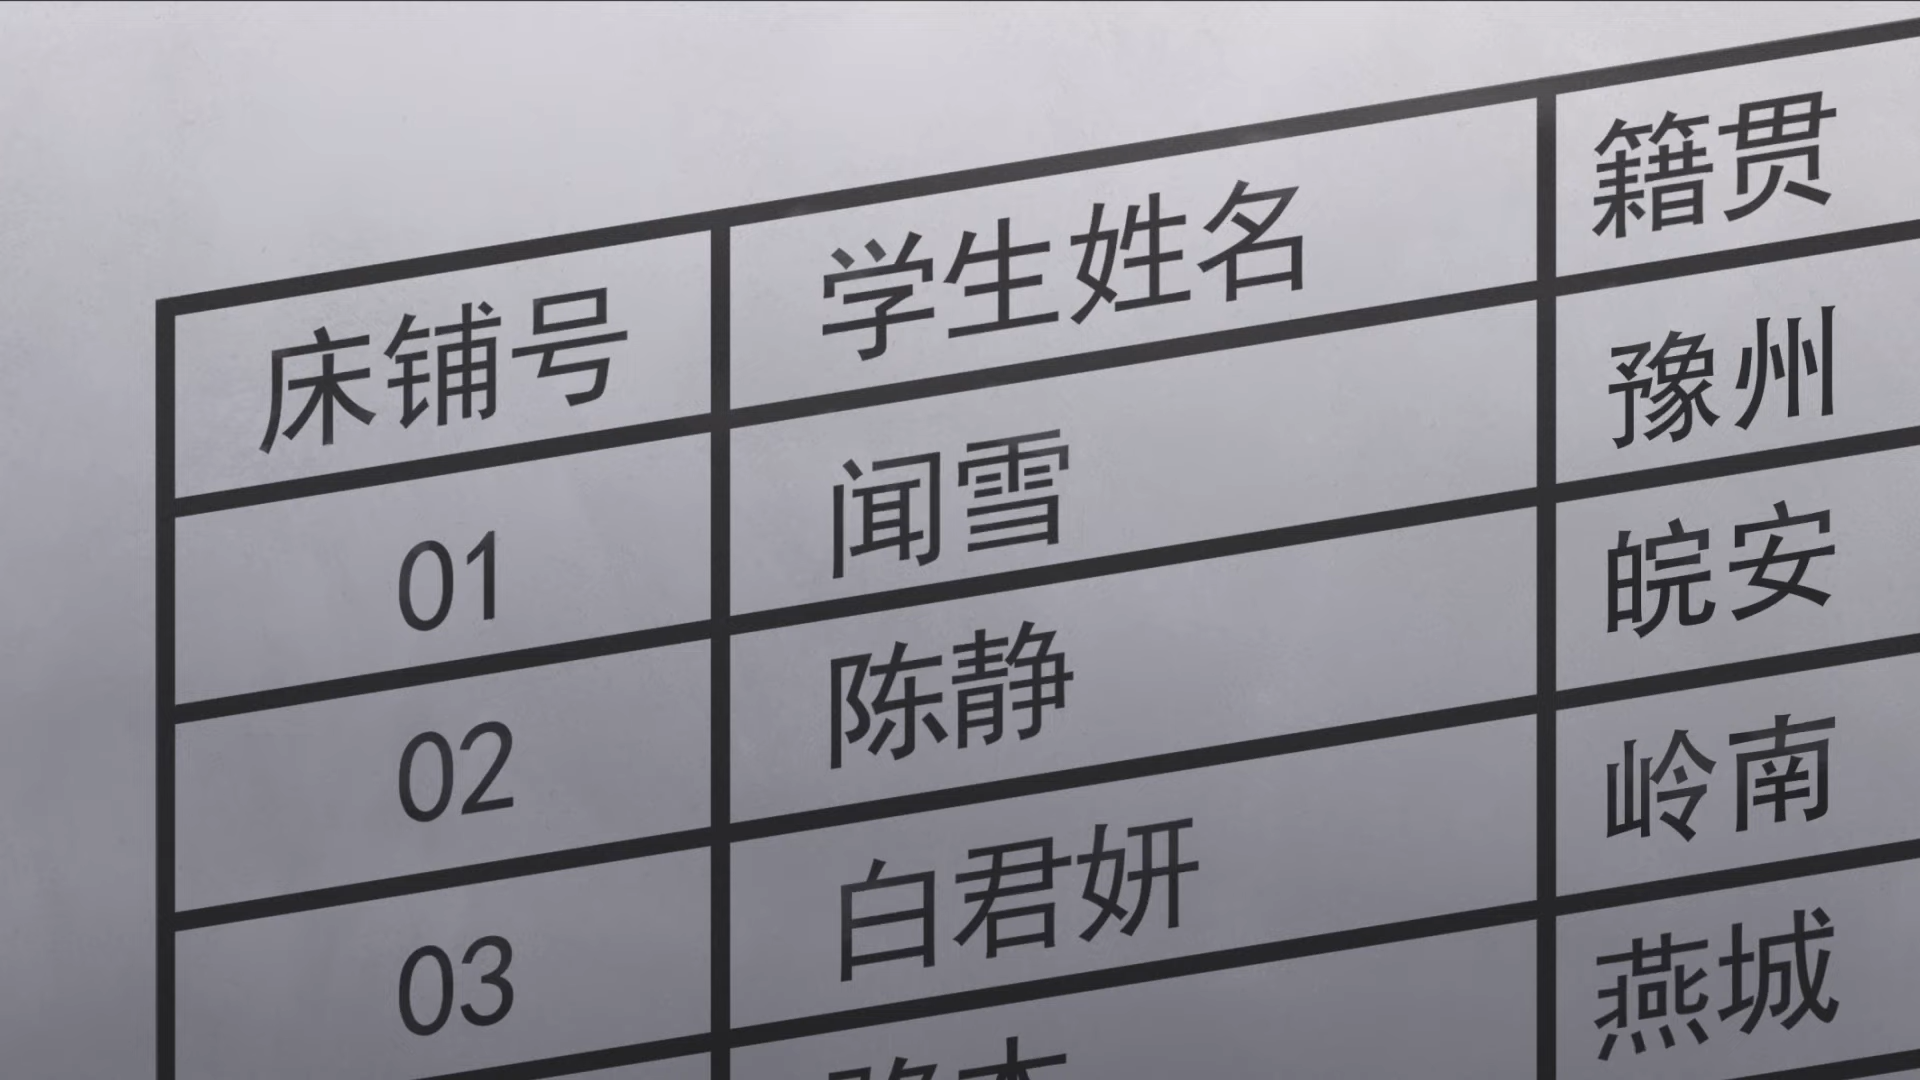 床铺号 学生姓名 籍贯
01 闻雪 豫州
02 陈静 皖安
03 白君妍 岭南
燕城